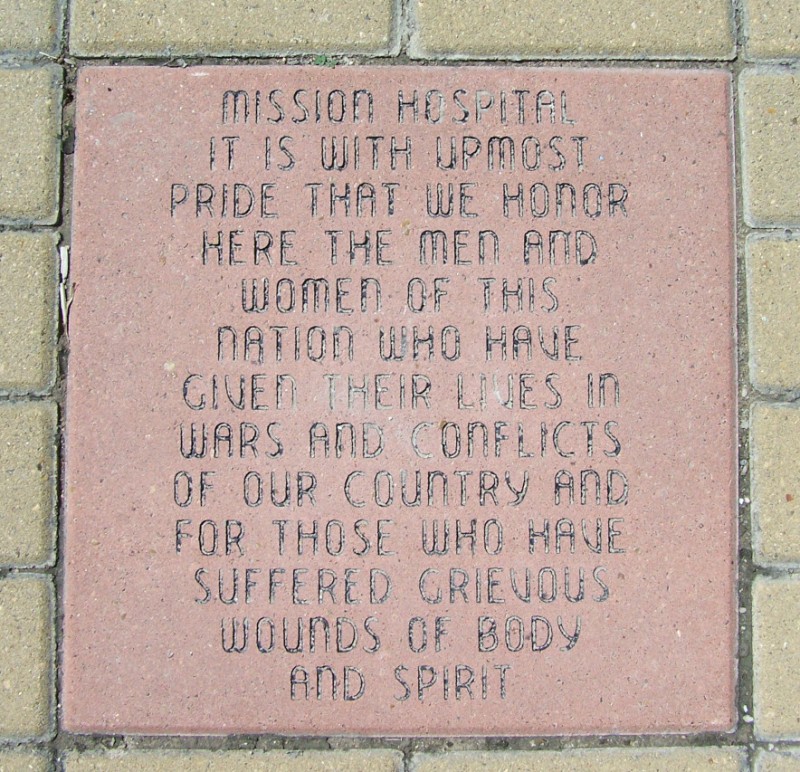 MISSION HOSPITAL
IT IS WITH UPMOST
PRIDE THAT WE HONOR
HERE THE MEN AND
WOMEN OF THIS
NATION WHO HAVE
GIVEN THEIR LIVES IN
WARS AND CONFLICTS
OF OUR COUNTRY AND
FOR THOSE WHO HAVE
SUFFERED GRIEVOUS
WOUNDS OF BODY
AND SPIRIT